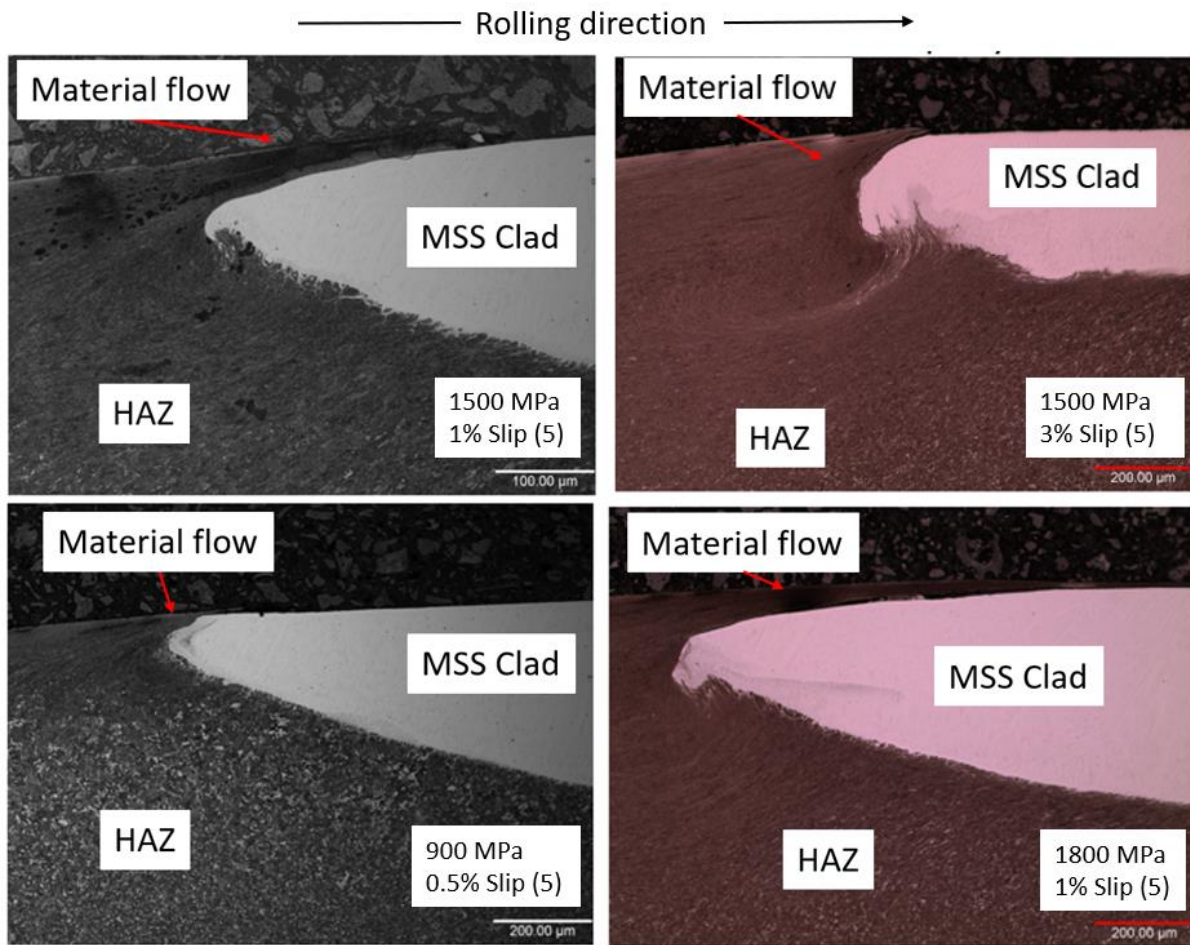 Rolling direction
Material flow
MSS Clad
HAZ
1500 MPa
1% Slip (5)
100.00 µm
Material flow
MSS Clad
HAZ
1500 MPa
3% Slip (5)
200.00 µm
Material flow
MSS Clad
HAZ
900 MPa
0.5% Slip (5)
200.00 µm
Material flow
MSS Clad
HAZ
1800 MPa
1% Slip (5)
200.00 µm